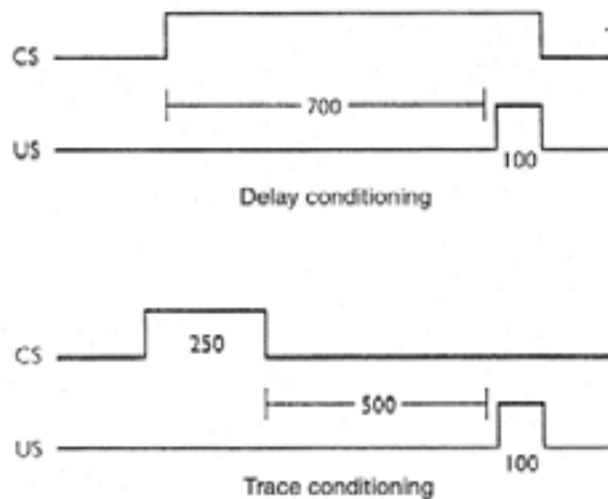 CS
700
US
100
Delay conditioning
CS
250
500
US
100
Trace conditioning